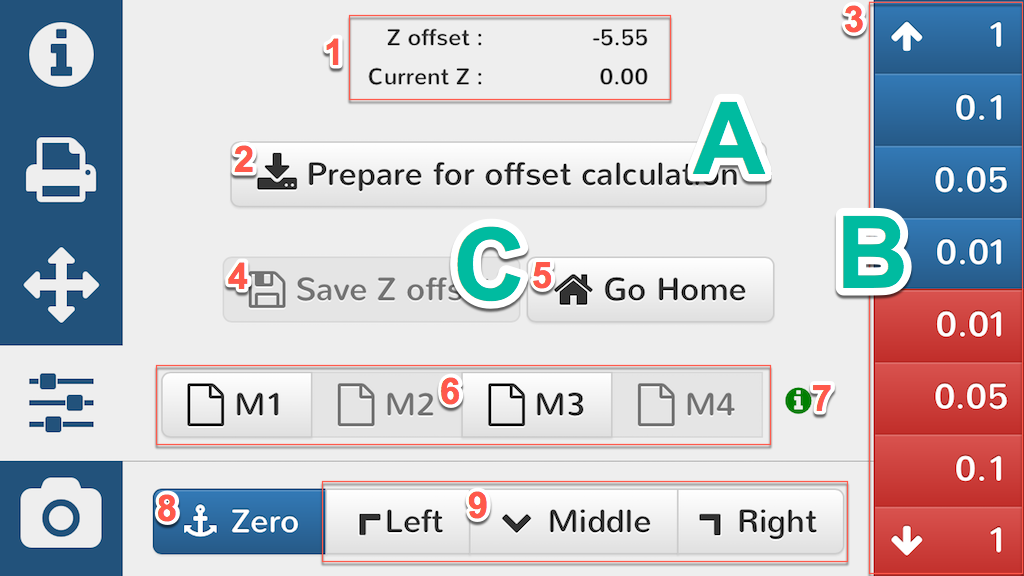 1
Z offset : -5.55
Current Z : 0.00
3
1
0.1
0.05
0.01
0.01
0.05
0.1
1
A
2 Prepare for offset calculation
B
C
4 Save Z offs
5 Go Home
M1 M2 6 M3 M4 7
8 Zero Left 9 Middle Right